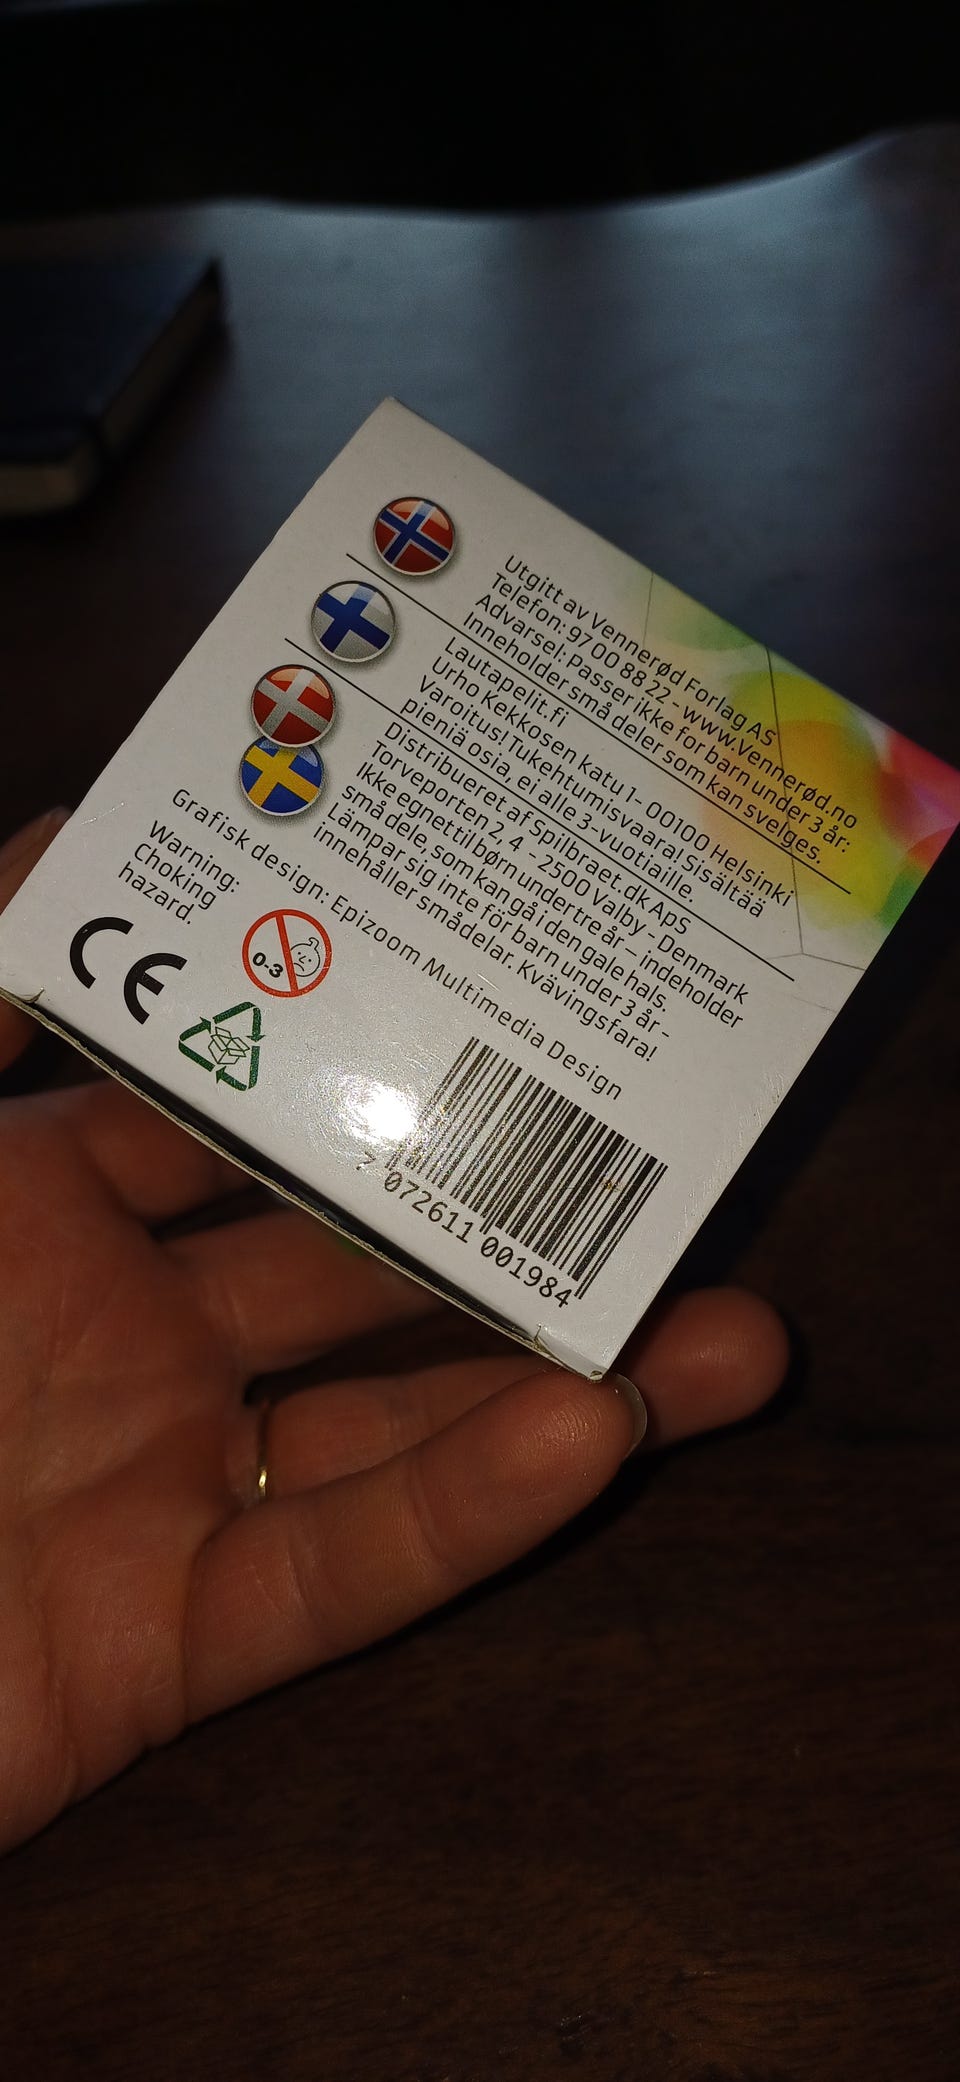 Utgitt av Vennerød Forlag AS
Telefon: 97 00 88 22 - www.Vennerød.no
Advarsel: Passer ikke for barn under 3 år:
Inneholder små deler som kan svelges.
Lautapelit.fi
Urho Kekkosen katu 1- 00100 Helsinki
Varoitus! Tukehtumisvaara! Sisältää
pieniä osia, ei alle 3-vuotiaille.
Distribueret af Spilbraet.dk ApS
Torveporten 2, 4 - 2500 Valby - Denmark
Ikke egnet til børn under tre år – indeholder
små dele, som kan gå i den gale hals.
Lämpar sig inte för barn under 3 år -
innehåller smådelar. Kvävingsfara!
Grafisk design: Epizoom Multimedia Design
Warning:
Choking
hazard.
0-3
CE
7 072611 001984